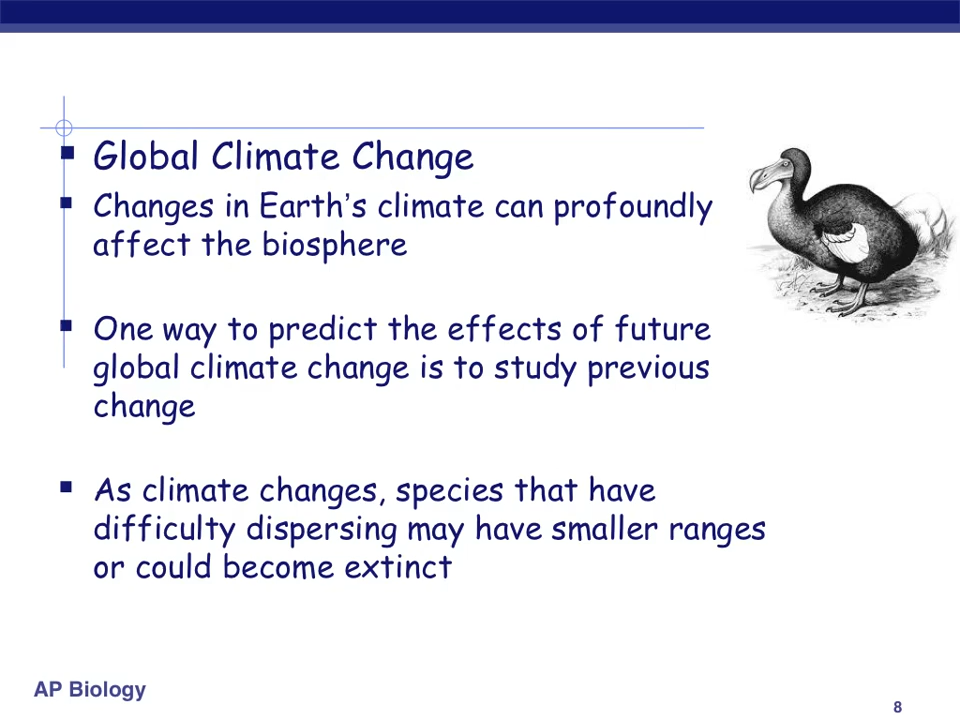 Global Climate Change
Changes in Earth’s climate can profoundly
affect the biosphere
One way to predict the effects of future
global climate change is to study previous
change
As climate changes, species that have
difficulty dispersing may have smaller ranges
or could become extinct
AP Biology
8